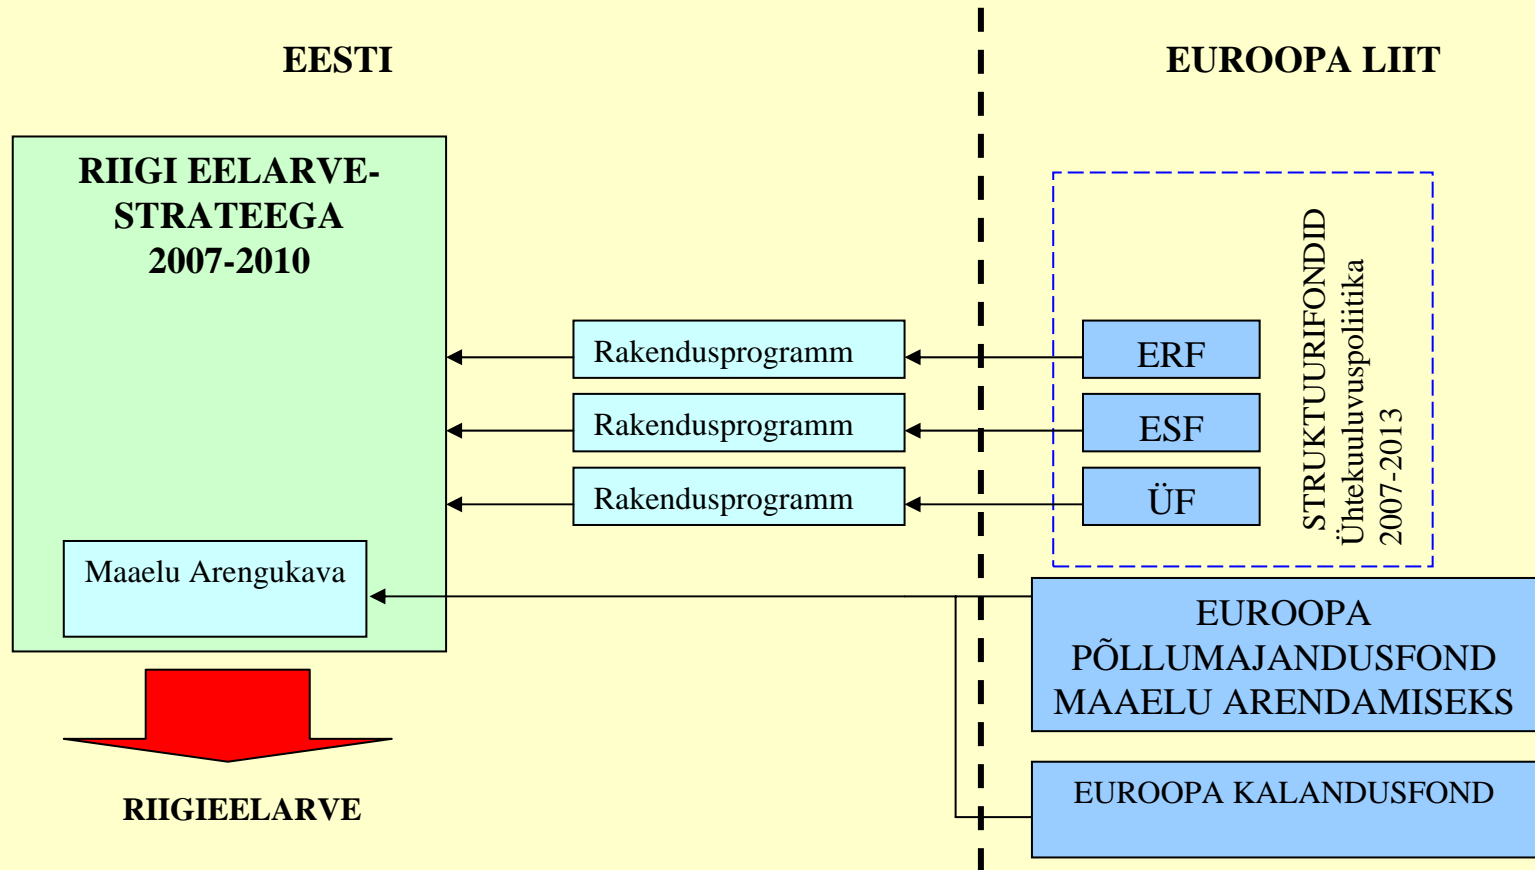 EESTI
EUROOPA LIIT
RIIGI EELARVE-
STRATEEGA
2007-2010
Rakendusprogramm
Rakendusprogramm
Rakendusprogramm
Maaelu Arengukava
RIIGIEELARVE
ERF
ESF
ÜF
STRUKTUURIFONDID
Ühtekuuluvuspoliitika
2007-2013
EUROOPA
PÕLLUMAJANDUSFOND
MAAELU ARENDAMISEKS
EUROOPA KALANDUSFOND